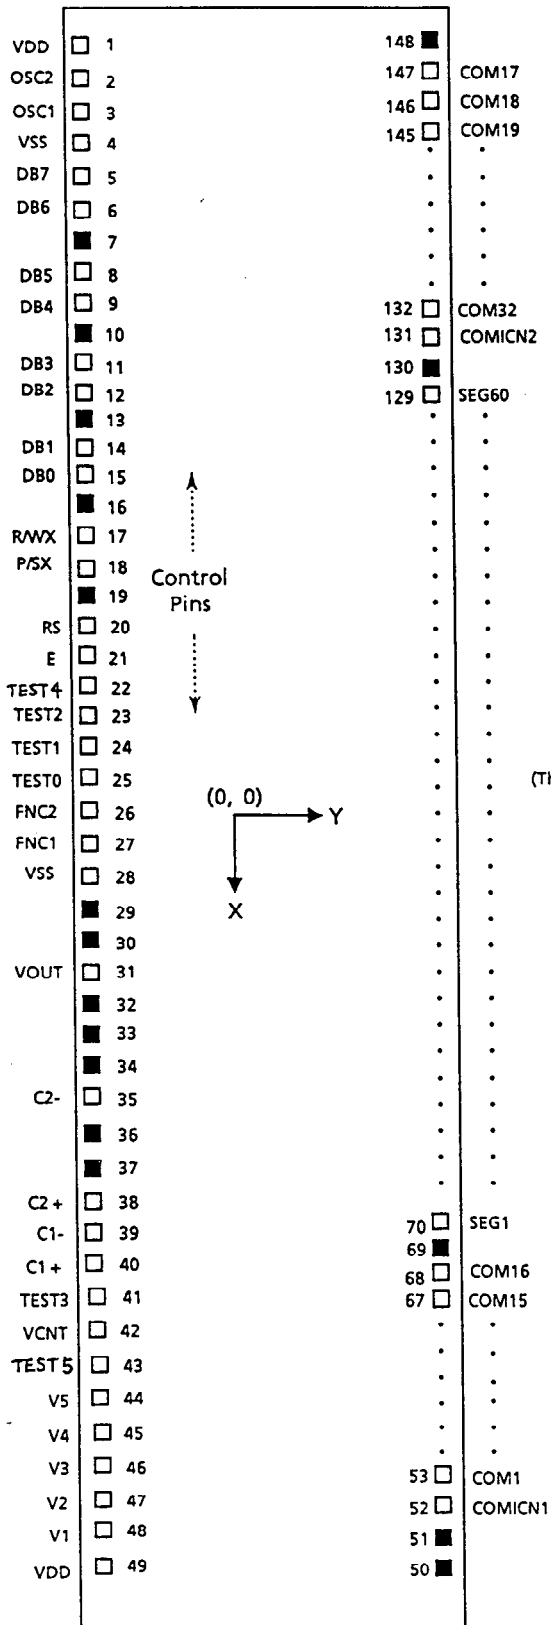 VDD 1
OSC2 2
OSC1 3
VSS 4
DB7 5
DB6 6
7
DB5 8
DB4 9
10
DB3 11
DB2 12
13
DB1 14
DB0 15
16
R/WX 17
P/SX 18
19
RS 20
E 21
TEST4 22
TEST2 23
TEST1 24
TEST0 25
FNC2 26
FNC1 27
VSS 28
29
30
VOUT 31
32
33
34
C2- 35
36
37
C2+ 38
C1- 39
C1+ 40
TEST3 41
VCNT 42
TEST5 43
V5 44
V4 45
V3 46
V2 47
V1 48
VDD 49
Control
Pins
(0, 0)
Y
X
148
147 COM17
146 COM18
145 COM19
132 COM32
131 COMICN2
130
129 SEG60
70 SEG1
69
68 COM16
67 COM15
53 COM1
52 COMICN1
51
50